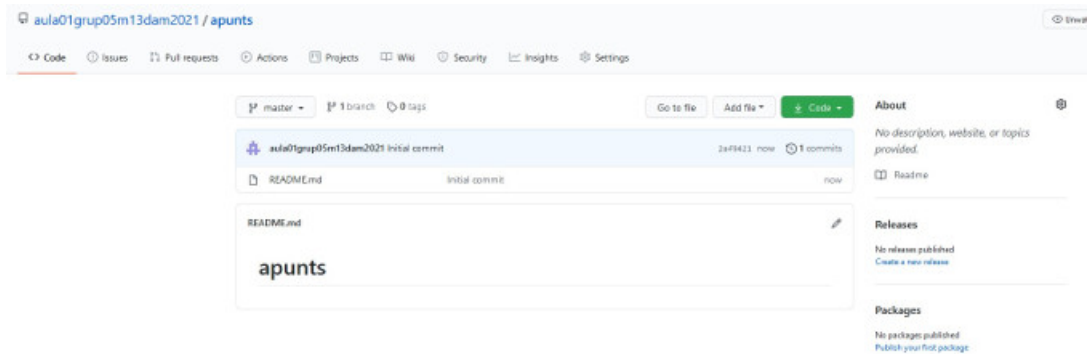 aula01grup05m13dam2021 / apunts
Unwat
Code Issues Pull requests Actions Projects Wiki Security Insights Settings
master 1 branch 0 tags Go to file Add file Code
aula01grup05m13dam2021 Initial commit now 1 commits
README.md Initial commit now
README.md
apunts
About
No description, website, or topics
provided.
Readme
Releases
No releases published
Create a new release
Packages
No packages published
Publish your first package